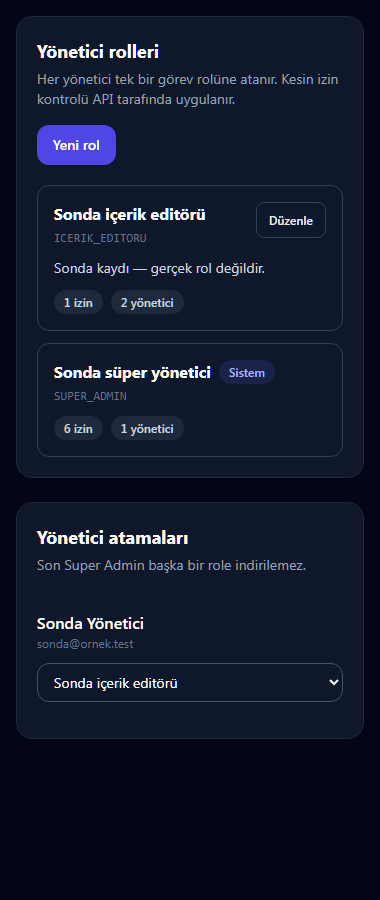 Yönetici rolleri
Her yönetici tek bir görev rolüne atanır. Kesin izin
kontrolü API tarafında uygulanır.
Yeni rol
Sonda içerik editörü
Düzenle
ICERIK_EDITORU
Sonda kaydı — gerçek rol değildir.
1 izin
2 yönetici
Sonda süper yönetici
Sistem
SUPER_ADMIN
6 izin
1 yönetici
Yönetici atamaları
Son Super Admin başka bir role indirilemez.
Sonda Yönetici
sonda@ornek.test
Sonda içerik editörü